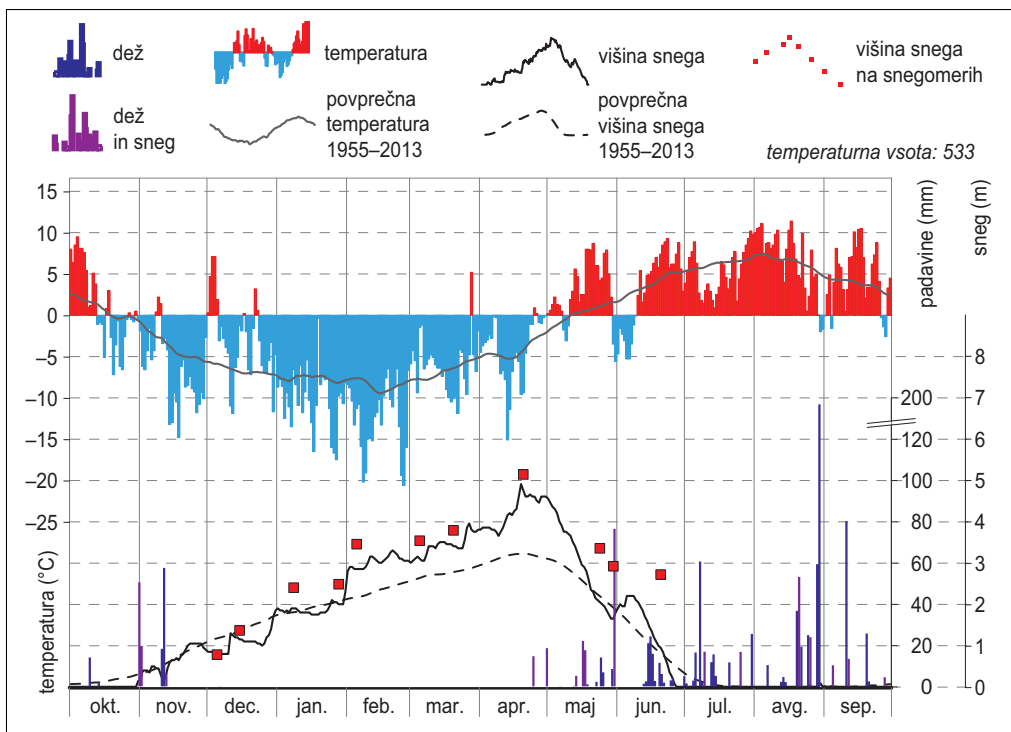 dež
temperatura
višina snega
višina snega
na snegomerih
dež
in sneg
povprečna
temperatura
1955–2013
povprečna
višina snega
1955–2013
temperaturna vsota: 533
15
10
5
0
–5
–10
–15
–20
–25
temperatura (°C)
padavine (mm)
200
120
100
80
60
40
20
0
sneg (m)
8
7
6
5
4
3
2
1
0
okt. nov. dec. jan. feb. mar. apr. maj jun. jul. avg. sep.